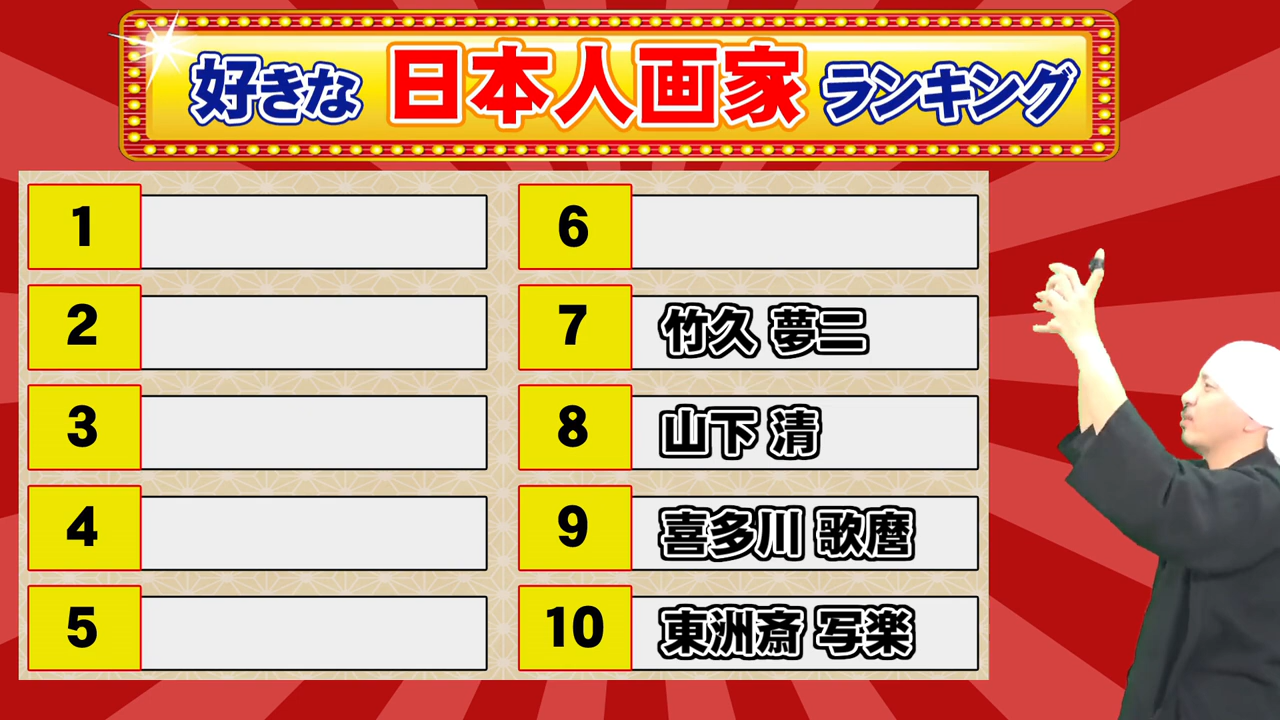 好きな 日本人画家 ランキング
1
2
3
4
5
6
7 竹久 夢二
8 山下 清
9 喜多川 歌麿
10 東洲斎 写楽